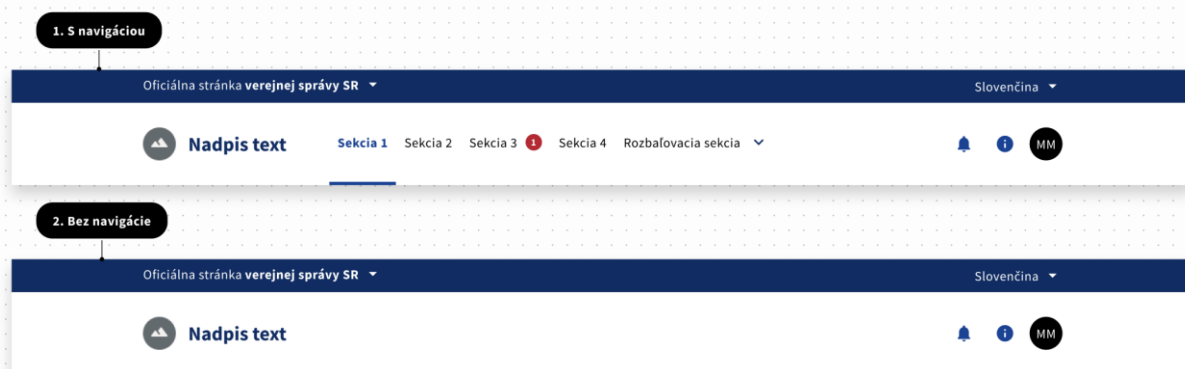 1. S navigáciou
Oficiálna stránka verejnej správy SR
Slovenčina
Nadpis text
Sekcia 1 Sekcia 2 Sekcia 3 1 Sekcia 4 Rozbaľovacia sekcia
MM
2. Bez navigácie
Oficiálna stránka verejnej správy SR
Slovenčina
Nadpis text
MM